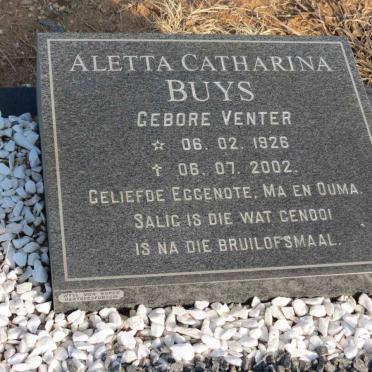 ALETTA CATHARINA
BUYS
GEBORE VENTER
☆ 06. 02. 1926
† 06. 07. 2002.
GELIEFDE EGGENOTE, MA EN OUMA.
SALIG IS DIE WAT GENOOI
IS NA DIE BRUILOFSMAAL.